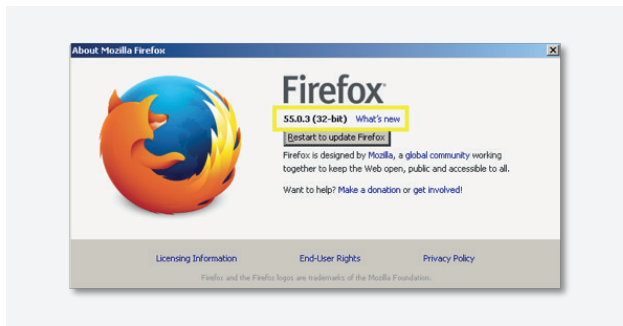 About Mozilla Firefox
Firefox
55.0.3 (32-bit) What's new
Restart to update Firefox
Firefox is designed by Mozilla, a global community working
together to keep the Web open, public and accessible to all.
Want to help? Make a donation or get involved!
Licensing Information End-User Rights Privacy Policy
Firefox and the Firefox logos are trademarks of the Mozilla Foundation.